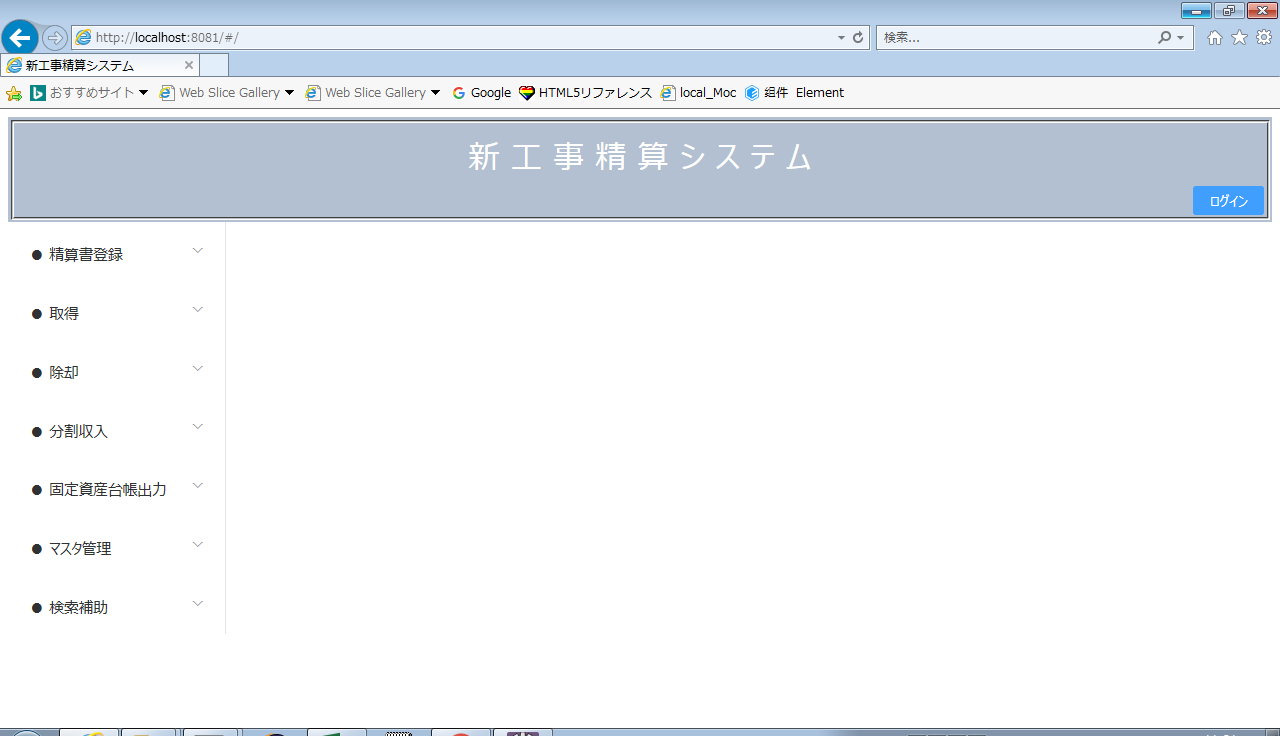 http://localhost:8081/#/
検索...
新工事精算システム
おすすめサイト Web Slice Gallery Web Slice Gallery Google HTML5リファレンス local_Moc 组件 Element
新工事精算システム
ログイン
● 精算書登録
● 取得
● 除却
● 分割収入
● 固定資産台帳出力
● マスタ管理
● 検索補助